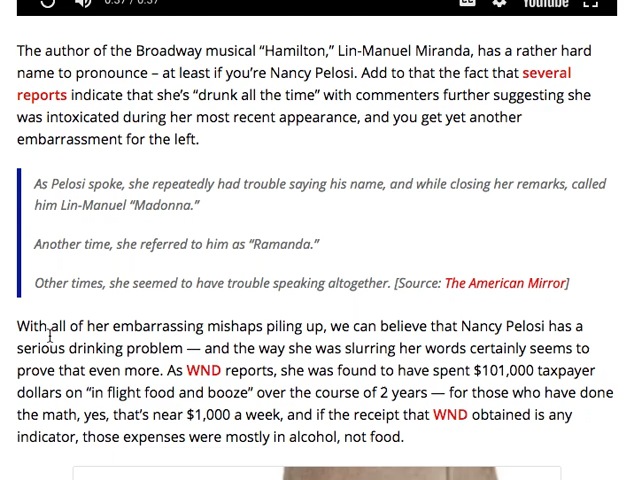 0:37 / 0:37
CC
YouTube
The author of the Broadway musical “Hamilton,” Lin-Manuel Miranda, has a rather hard
name to pronounce – at least if you’re Nancy Pelosi. Add to that the fact that several
reports indicate that she’s “drunk all the time” with commenters further suggesting she
was intoxicated during her most recent appearance, and you get yet another
embarrassment for the left.
As Pelosi spoke, she repeatedly had trouble saying his name, and while closing her remarks, called
him Lin-Manuel “Madonna.”
Another time, she referred to him as “Ramanda.”
Other times, she seemed to have trouble speaking altogether. [Source: The American Mirror]
With all of her embarrassing mishaps piling up, we can believe that Nancy Pelosi has a
serious drinking problem — and the way she was slurring her words certainly seems to
prove that even more. As WND reports, she was found to have spent $101,000 taxpayer
dollars on “in flight food and booze” over the course of 2 years — for those who have done
the math, yes, that’s near $1,000 a week, and if the receipt that WND obtained is any
indicator, those expenses were mostly in alcohol, not food.